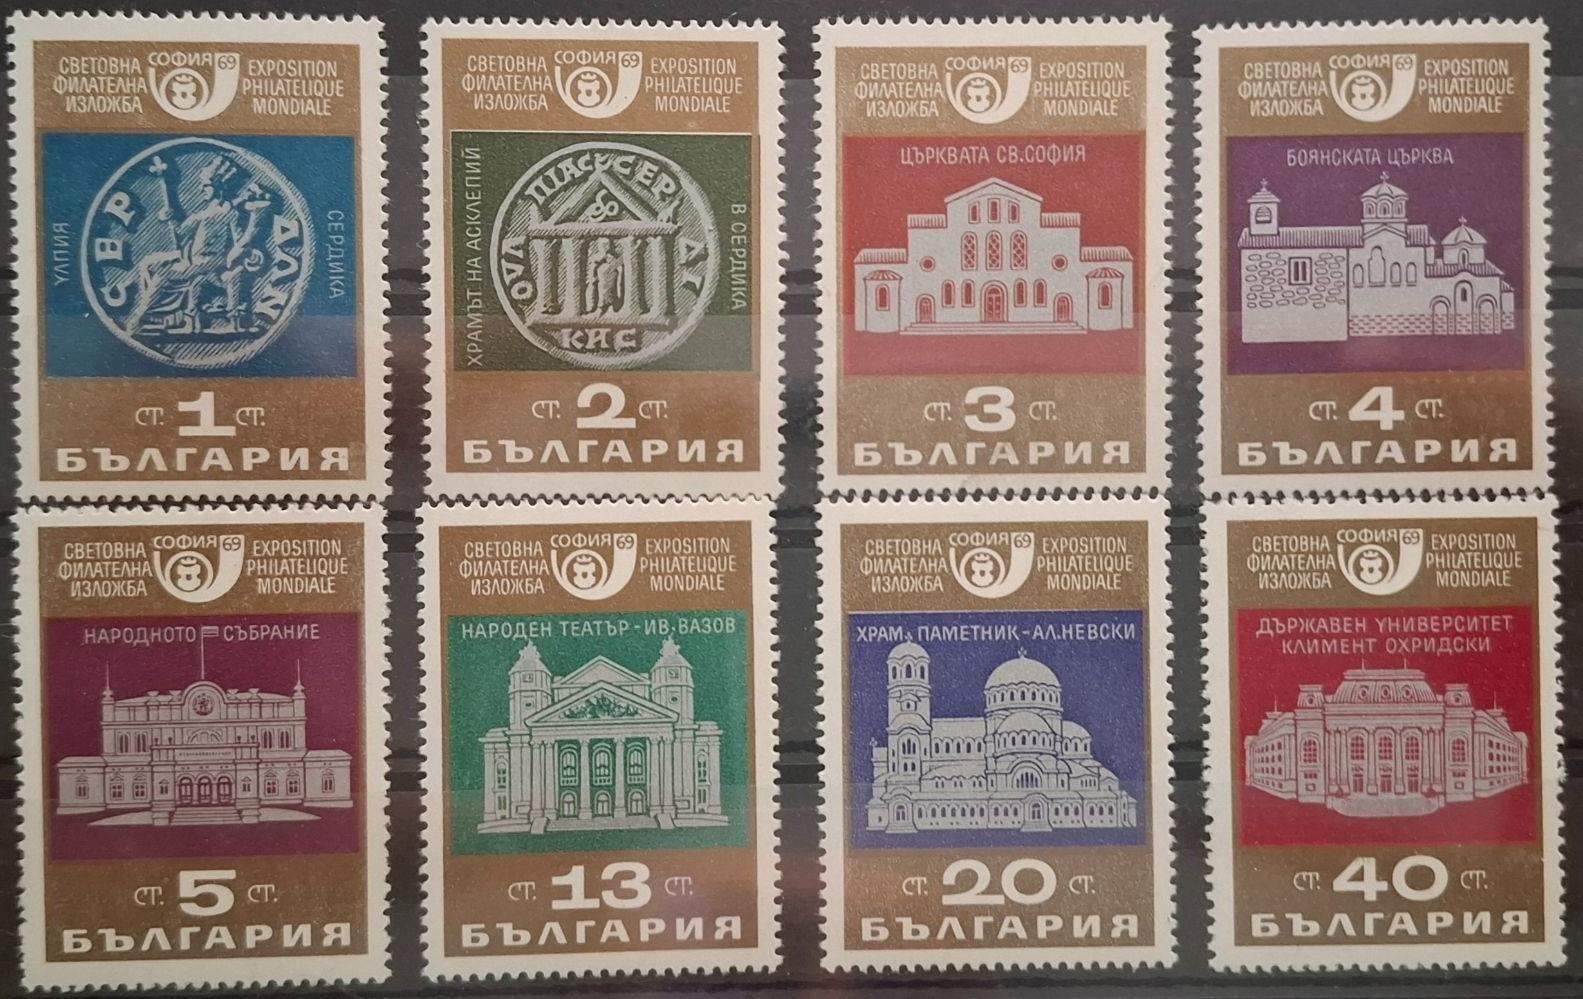 СВЕТОВНА
ФИЛАТЕЛНА
ИЗЛОЖБА
СОФИЯ 69
EXPOSITION
PHILATELIQUE
MONDIALE
УЛПИЯ
СЕРДИКА
СТ. 1 СТ.
БЪЛГАРИЯ
СВЕТОВНА
ФИЛАТЕЛНА
ИЗЛОЖБА
СОФИЯ 69
EXPOSITION
PHILATELIQUE
MONDIALE
ХРАМЪТ НА АСКЛЕПИЙ
В СЕРДИКА
СТ. 2 СТ.
БЪЛГАРИЯ
СВЕТОВНА
ФИЛАТЕЛНА
ИЗЛОЖБА
СОФИЯ 69
EXPOSITION
PHILATELIQUE
MONDIALE
ЦЪРКВАТА СВ.СОФИЯ
СТ. 3 СТ.
БЪЛГАРИЯ
СВЕТОВНА
ФИЛАТЕЛНА
ИЗЛОЖБА
СОФИЯ 69
EXPOSITION
PHILATELIQUE
MONDIALE
БОЯНСКАТА ЦЪРКВА
СТ. 4 СТ.
БЪЛГАРИЯ
СВЕТОВНА
ФИЛАТЕЛНА
ИЗЛОЖБА
СОФИЯ 69
EXPOSITION
PHILATELIQUE
MONDIALE
НАРОДНОТО СЪБРАНИЕ
СТ. 5 СТ.
БЪЛГАРИЯ
СВЕТОВНА
ФИЛАТЕЛНА
ИЗЛОЖБА
СОФИЯ 69
EXPOSITION
PHILATELIQUE
MONDIALE
НАРОДЕН ТЕАТЪР-ИВ.ВАЗОВ
СТ. 13 СТ.
БЪЛГАРИЯ
СВЕТОВНА
ФИЛАТЕЛНА
ИЗЛОЖБА
СОФИЯ 69
EXPOSITION
PHILATELIQUE
MONDIALE
ХРАМ ПАМЕТНИК-АЛ.НЕВСКИ
СТ. 20 СТ.
БЪЛГАРИЯ
СВЕТОВНА
ФИЛАТЕЛНА
ИЗЛОЖБА
СОФИЯ 69
EXPOSITION
PHILATELIQUE
MONDIALE
ДЪРЖАВЕН УНИВЕРСИТЕТ
КЛИМЕНТ ОХРИДСКИ
СТ. 40 СТ.
БЪЛГАРИЯ